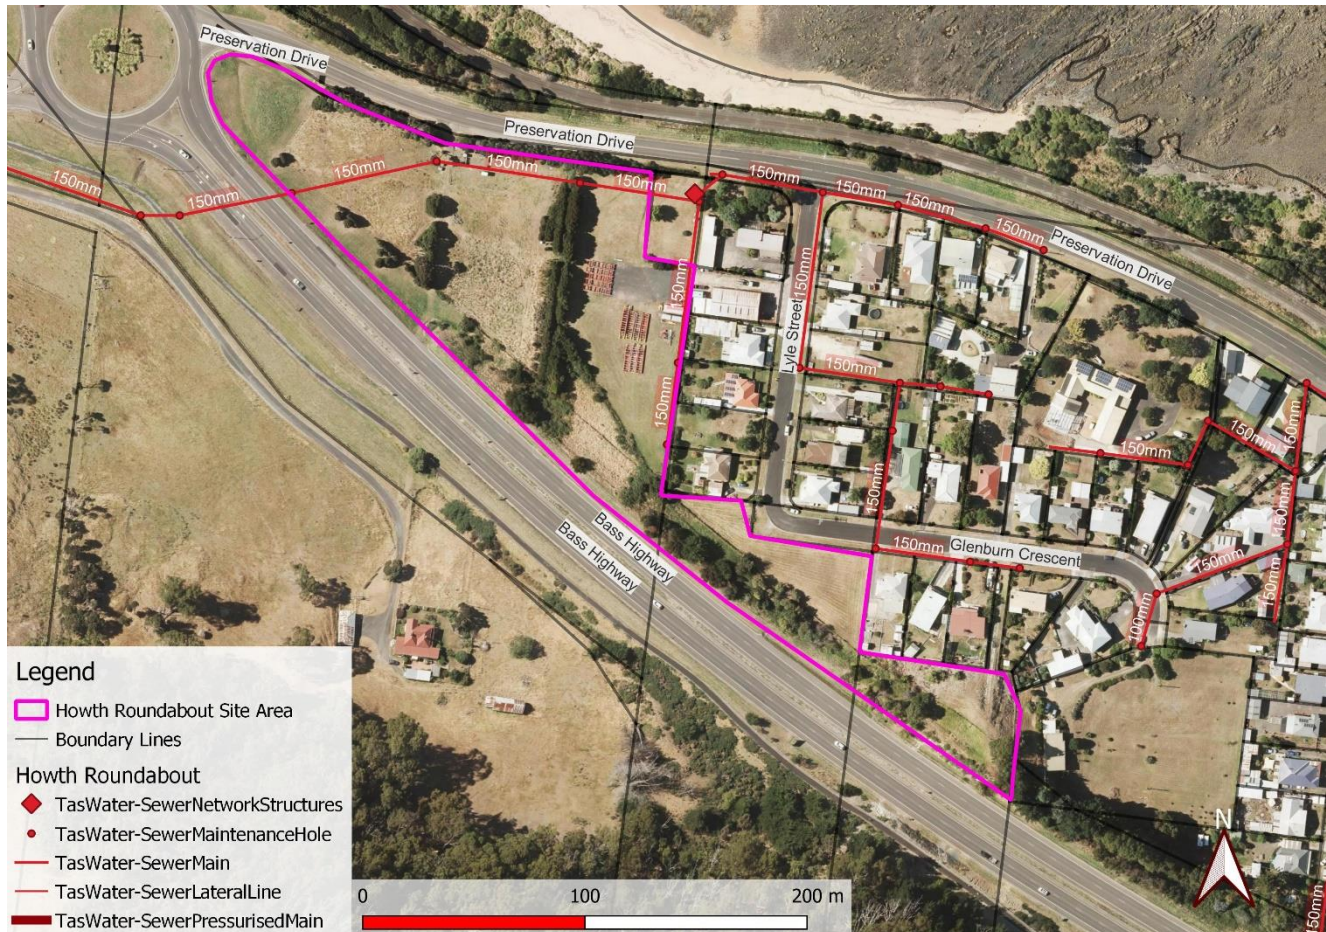 Preservation Drive
Preservation Drive
150mm
150mm
150mm
150mm
150mm
150mm
150mm
150mm
150mm
Preservation Drive
150mm
150mm
Lyle Street
150mm
150mm
150mm
150mm
150mm
150mm
150mm
150mm
Glenburn Crescent
150mm
150mm
100mm
Bass Highway
Bass Highway
150mm
Legend
Howth Roundabout Site Area
Boundary Lines
Howth Roundabout
TasWater-SewerNetworkStructures
TasWater-SewerMaintenanceHole
TasWater-SewerMain
TasWater-SewerLateralLine
TasWater-SewerPressurisedMain
0 100 200 m
N